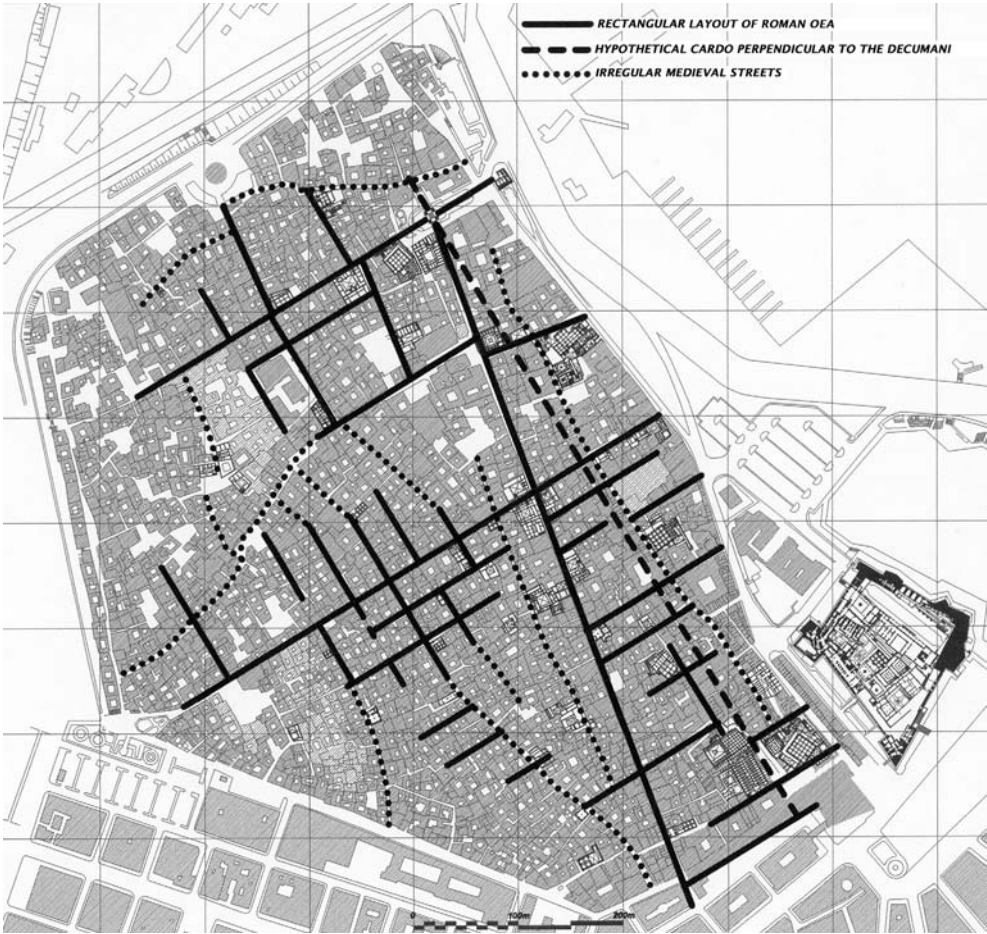 RECTANGULAR LAYOUT OF ROMAN OEA
HYPOTHETICAL CARDO PERPENDICULAR TO THE DECUMANI
IRREGULAR MEDIEVAL STREETS
0 100m 200m